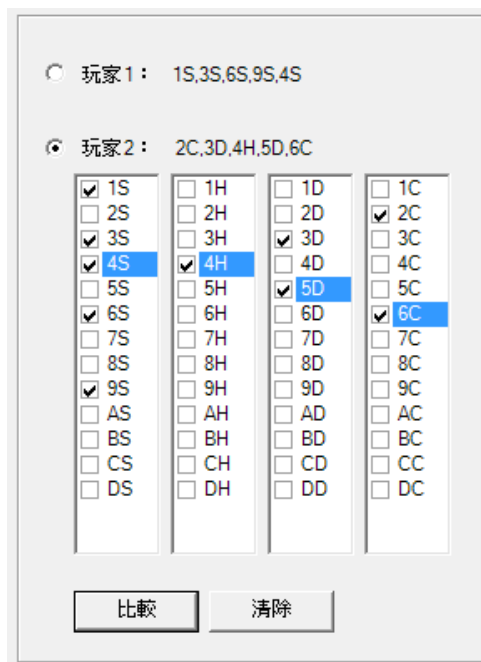 玩家1： 1S,3S,6S,9S,4S
玩家2： 2C,3D,4H,5D,6C
1S 1H 1D 1C
2S 2H 2D 2C
3S 3H 3D 3C
4S 4H 4D 4C
5S 5H 5D 5C
6S 6H 6D 6C
7S 7H 7D 7C
8S 8H 8D 8C
9S 9H 9D 9C
AS AH AD AC
BS BH BD BC
CS CH CD CC
DS DH DD DC
比較 清除